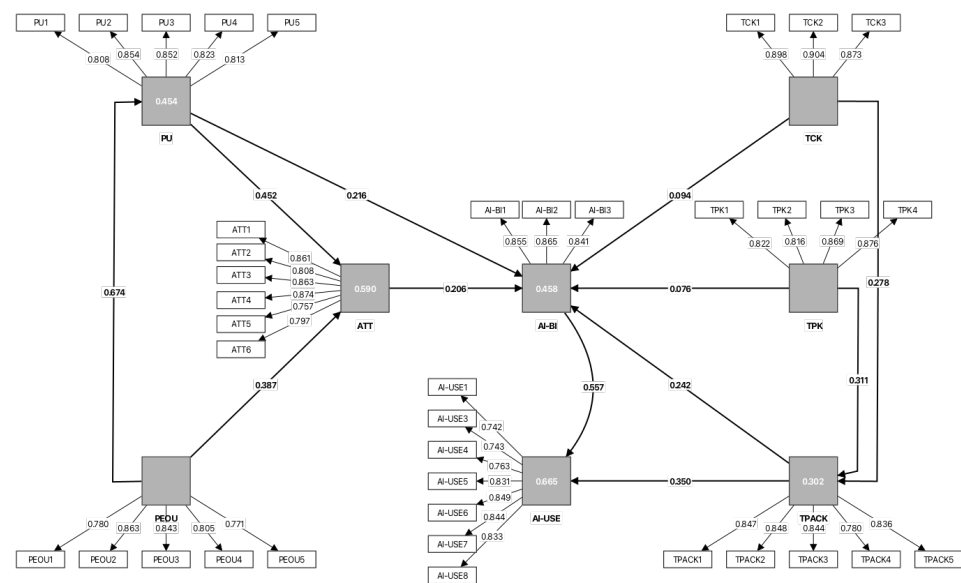 PU1 PU2 PU3 PU4 PU5 TCK1 TCK2 TCK3
0.808 0.854 0.852 0.823 0.813 0.898 0.904 0.873
0.454
PU TCK
0.452 0.216 0.094
AI-BI1 AI-BI2 AI-BI3 TPK1 TPK2 TPK3 TPK4
0.855 0.865 0.841 0.822 0.816 0.869 0.876
ATT1 0.861
ATT2 0.808
ATT3 0.863
ATT4 0.874
ATT5 0.757
ATT6 0.797
0.674 0.590 0.206 0.458 0.076 0.278
ATT AI-BI TPK
0.387 0.557 0.242 0.311
AI-USE1 0.742
AI-USE3 0.743
AI-USE4 0.763
AI-USE5 0.831
AI-USE6 0.849
AI-USE7 0.844
AI-USE8 0.833
0.665 0.350 0.302
PEOU AI-USE TPACK
0.780 0.863 0.843 0.805 0.771 0.847 0.848 0.844 0.780 0.836
PEOU1 PEOU2 PEOU3 PEOU4 PEOU5 TPACK1 TPACK2 TPACK3 TPACK4 TPACK5